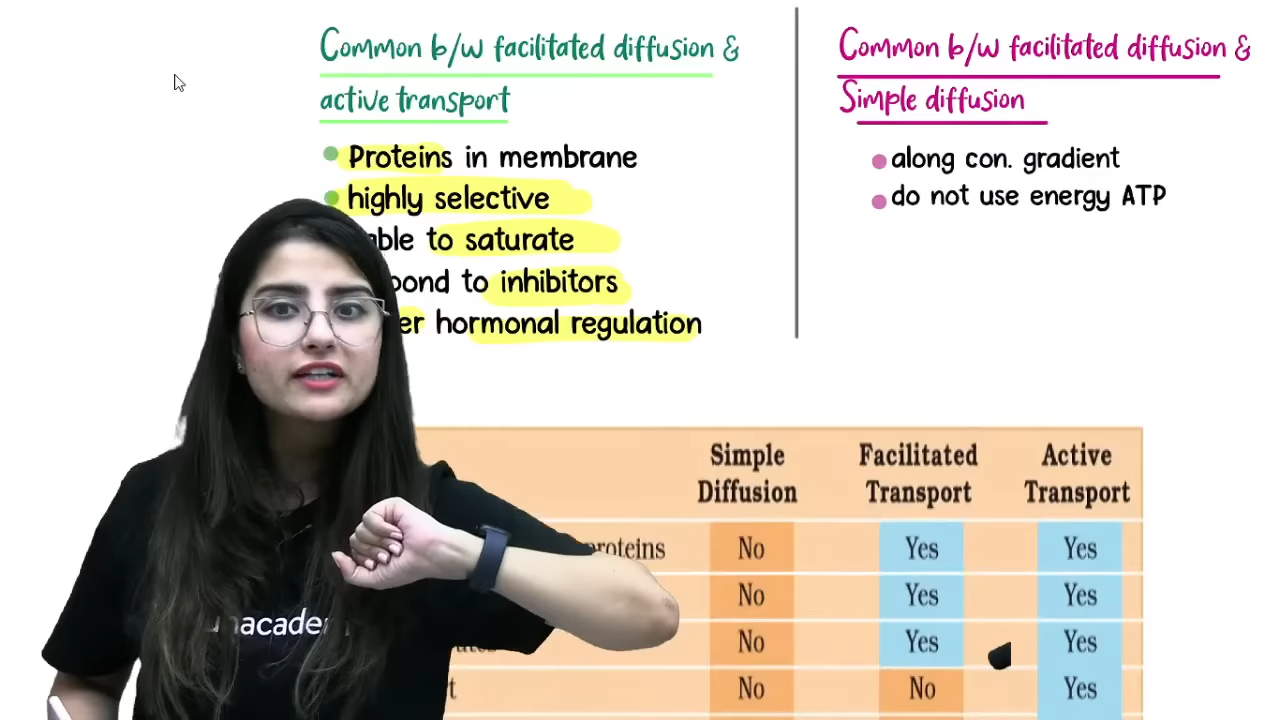 Common b/w facilitated diffusion &
active transport
Proteins in membrane
highly selective
to saturate
to inhibitors
hormonal regulation
Common b/w facilitated diffusion &
Simple diffusion
along con. gradient
do not use energy ATP
Simple Diffusion Facilitated Transport Active Transport
proteins No Yes Yes
No Yes Yes
No Yes Yes
No No Yes